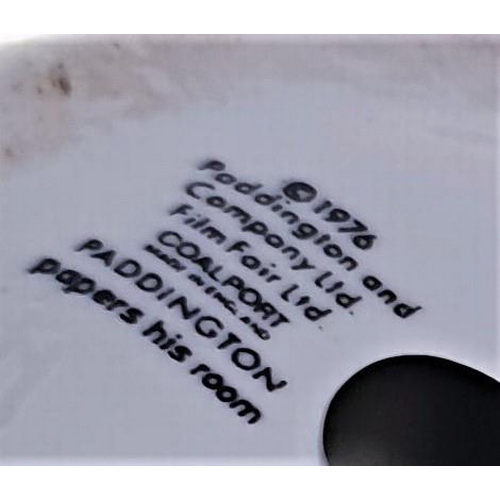 ©1976
Paddington and
Company Ltd.
Film Fair Ltd.
COALPORT
MADE IN ENGLAND
PADDINGTON
papers his room